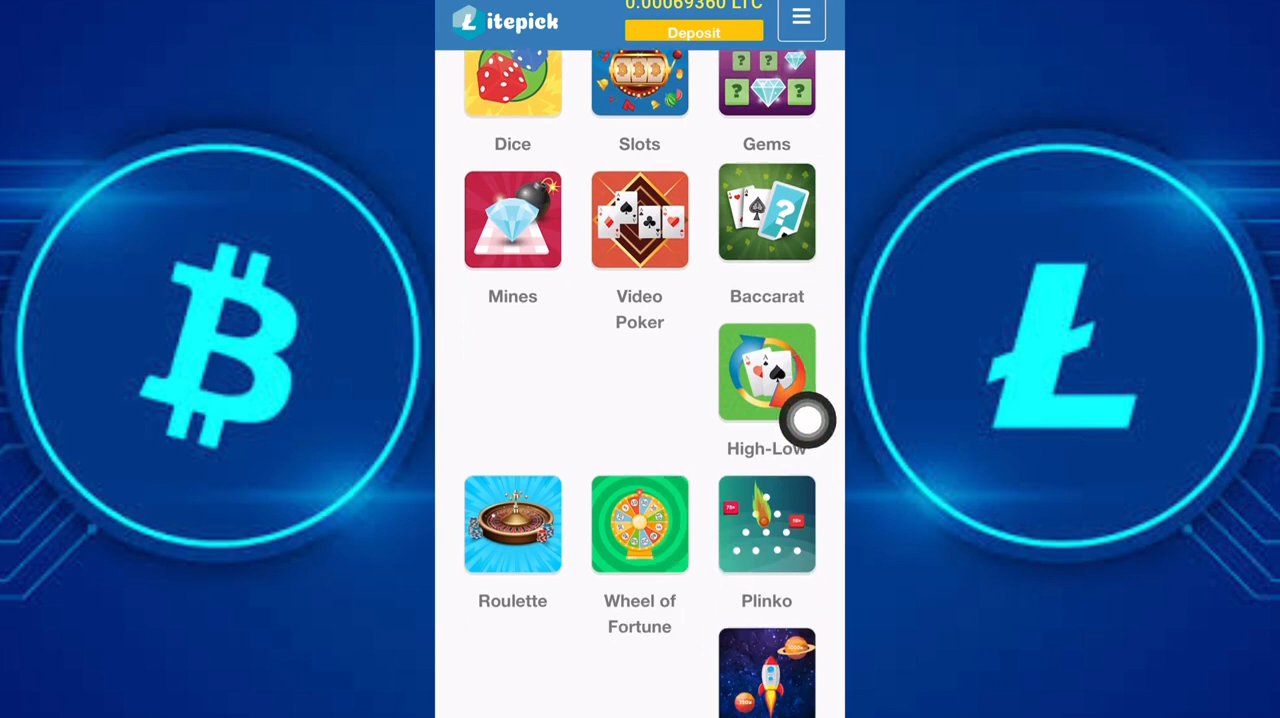 0.00069360 LTC
itepick
Deposit
Dice
Slots
Gems
? ?
? ?
Mines
Video
Poker
?
Baccarat
High-Low
Roulette
Wheel of
Fortune
Plinko